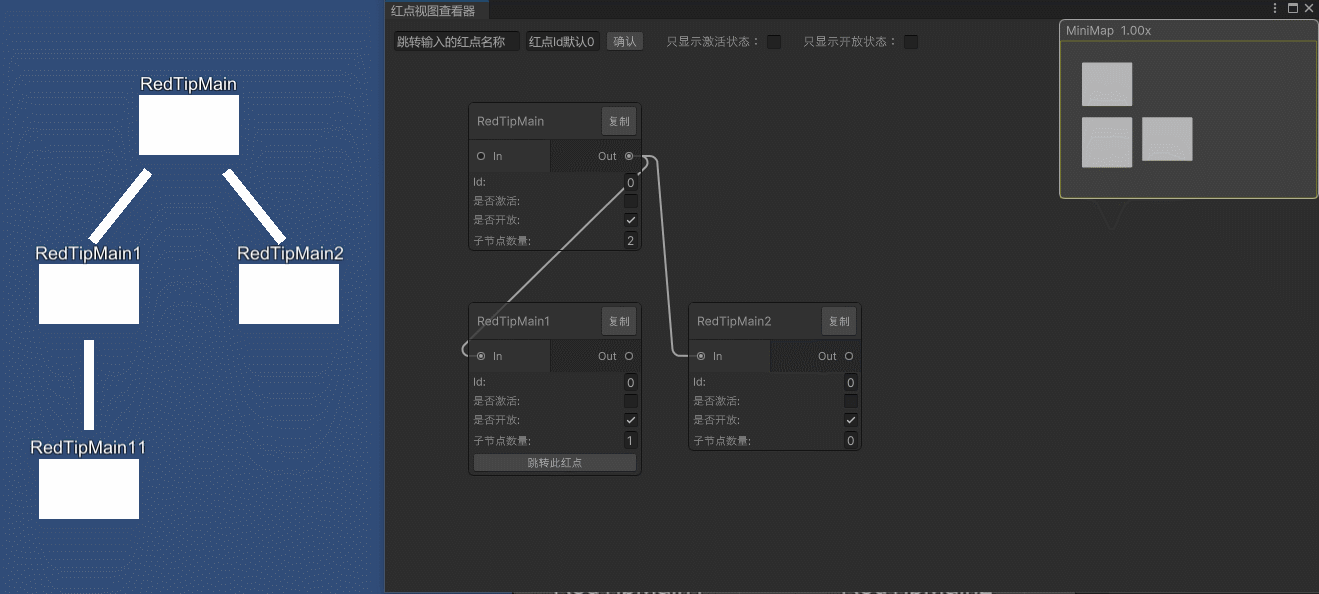 RedTipMain
RedTipMain1
RedTipMain2
RedTipMain11
红点视图查看器
跳转输入的红点名称
红点Id默认0
确认
只显示激活状态：
只显示开放状态：
MiniMap 1.00x
RedTipMain
复制
In
Out
Id:
0
是否激活:
是否开放:
子节点数量:
2
RedTipMain1
复制
In
Out
Id:
0
是否激活:
是否开放:
子节点数量:
1
跳转此红点
RedTipMain2
复制
In
Out
Id:
0
是否激活:
是否开放:
子节点数量:
0